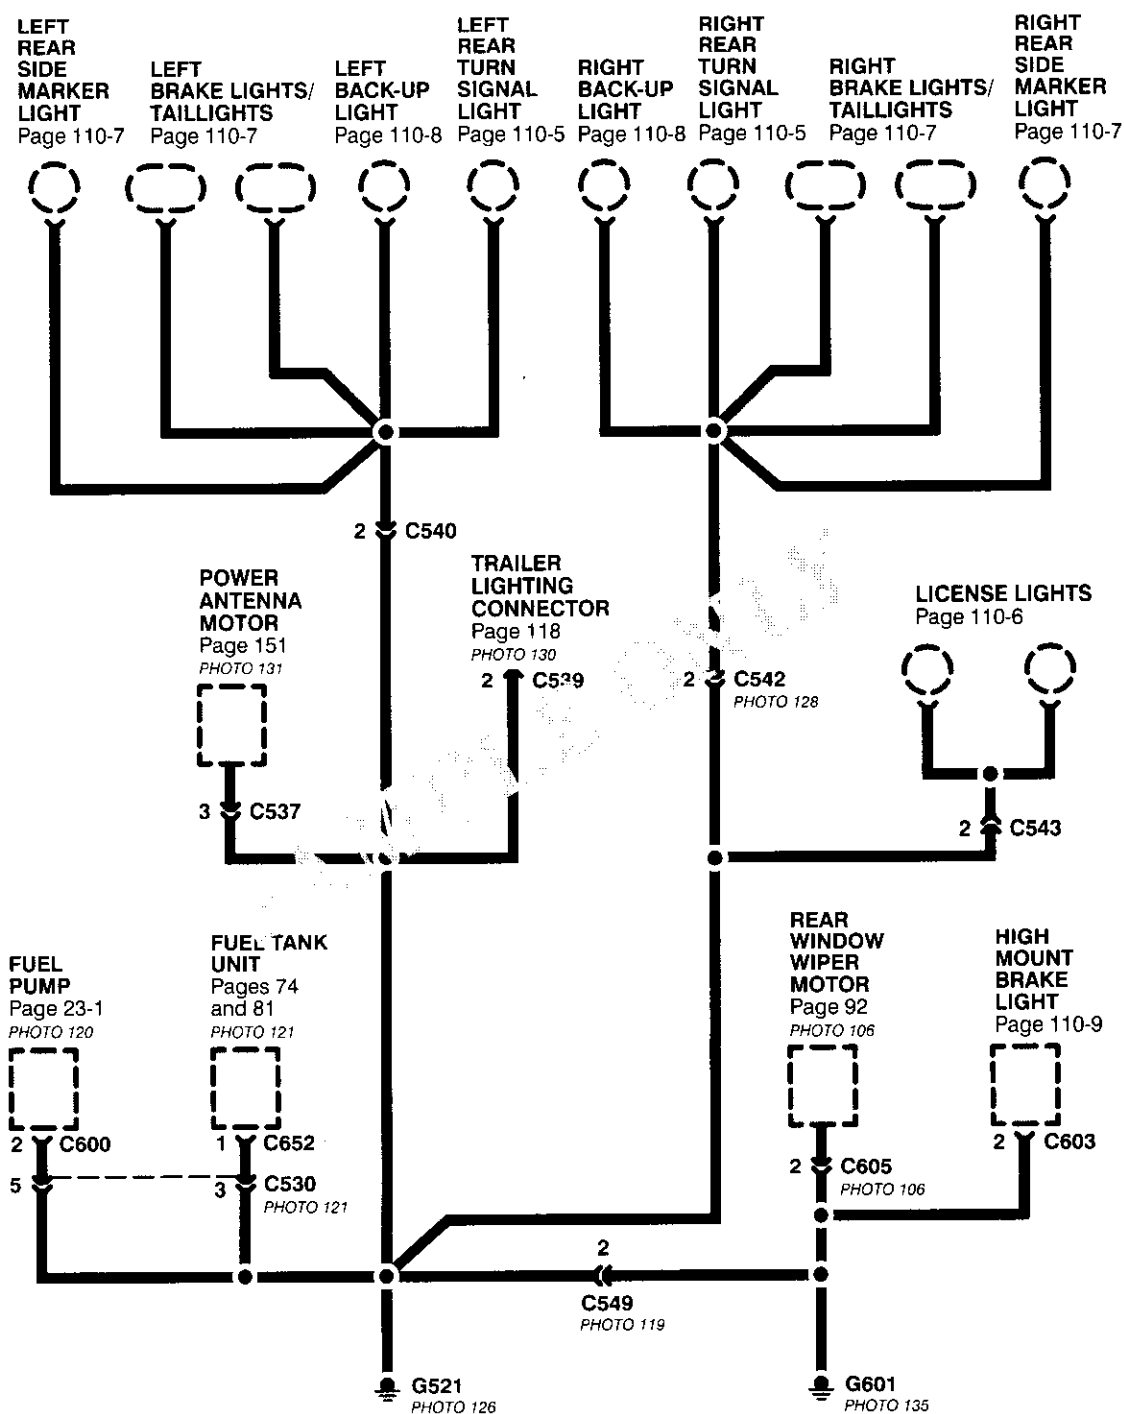 LEFT
REAR
SIDE
MARKER
LIGHT
Page 110-7
LEFT
BRAKE LIGHTS/
TAILLIGHTS
Page 110-7
LEFT
BACK-UP
LIGHT
Page 110-8
LEFT
REAR
TURN
SIGNAL
LIGHT
Page 110-5
RIGHT
BACK-UP
LIGHT
Page 110-8
RIGHT
REAR
TURN
SIGNAL
LIGHT
Page 110-5
RIGHT
BRAKE LIGHTS/
TAILLIGHTS
Page 110-7
RIGHT
REAR
SIDE
MARKER
LIGHT
Page 110-7
2 C540
POWER
ANTENNA
MOTOR
Page 151
PHOTO 131
3 C537
TRAILER
LIGHTING
CONNECTOR
Page 118
PHOTO 130
2 C539
2 C542
PHOTO 128
LICENSE LIGHTS
Page 110-6
2 C543
FUEL
PUMP
Page 23-1
PHOTO 120
2 C600
5
FUEL TANK
UNIT
Pages 74
and 81
PHOTO 121
1 C652
3 C530
PHOTO 121
REAR
WINDOW
WIPER
MOTOR
Page 92
PHOTO 106
2 C605
PHOTO 106
HIGH
MOUNT
BRAKE
LIGHT
Page 110-9
2 C603
2
C549
PHOTO 119
G521
PHOTO 126
G601
PHOTO 135